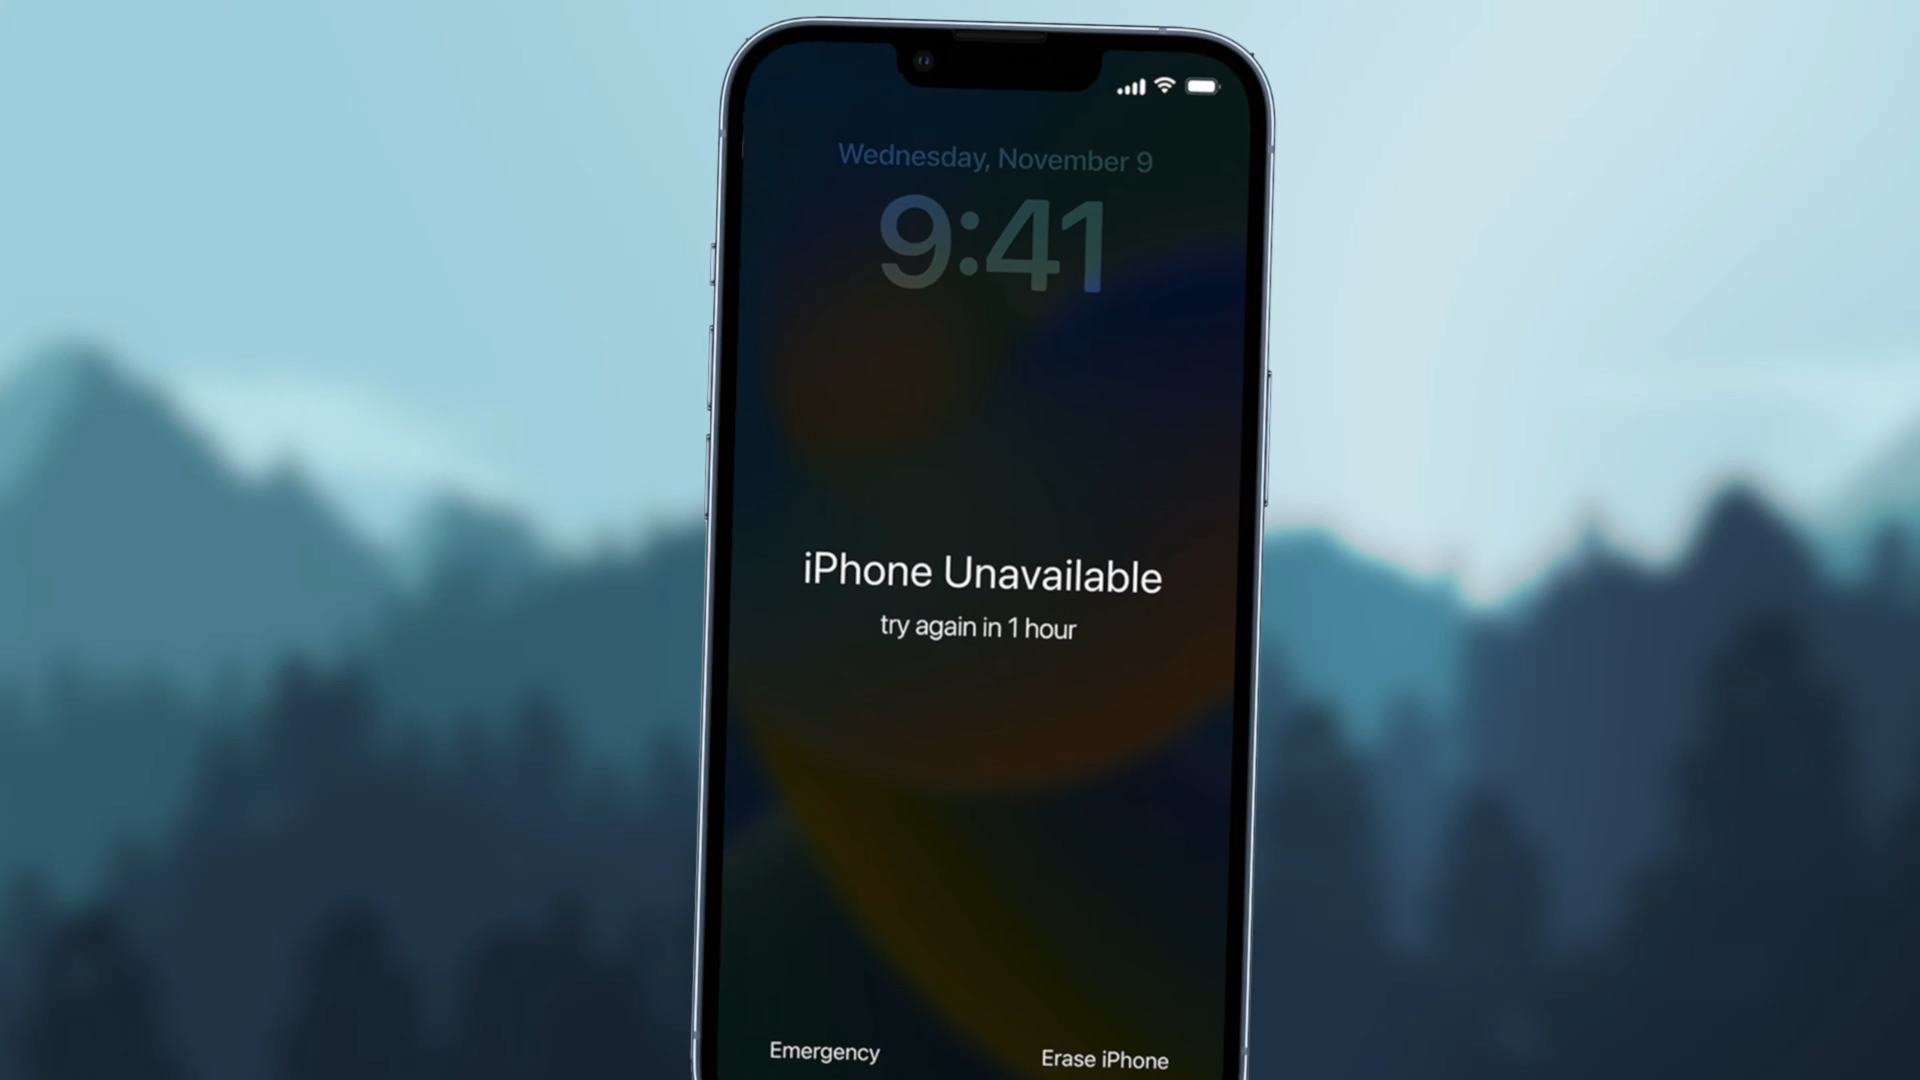 Wednesday, November 9
9:41
iPhone Unavailable
try again in 1 hour
Emergency
Erase iPhone